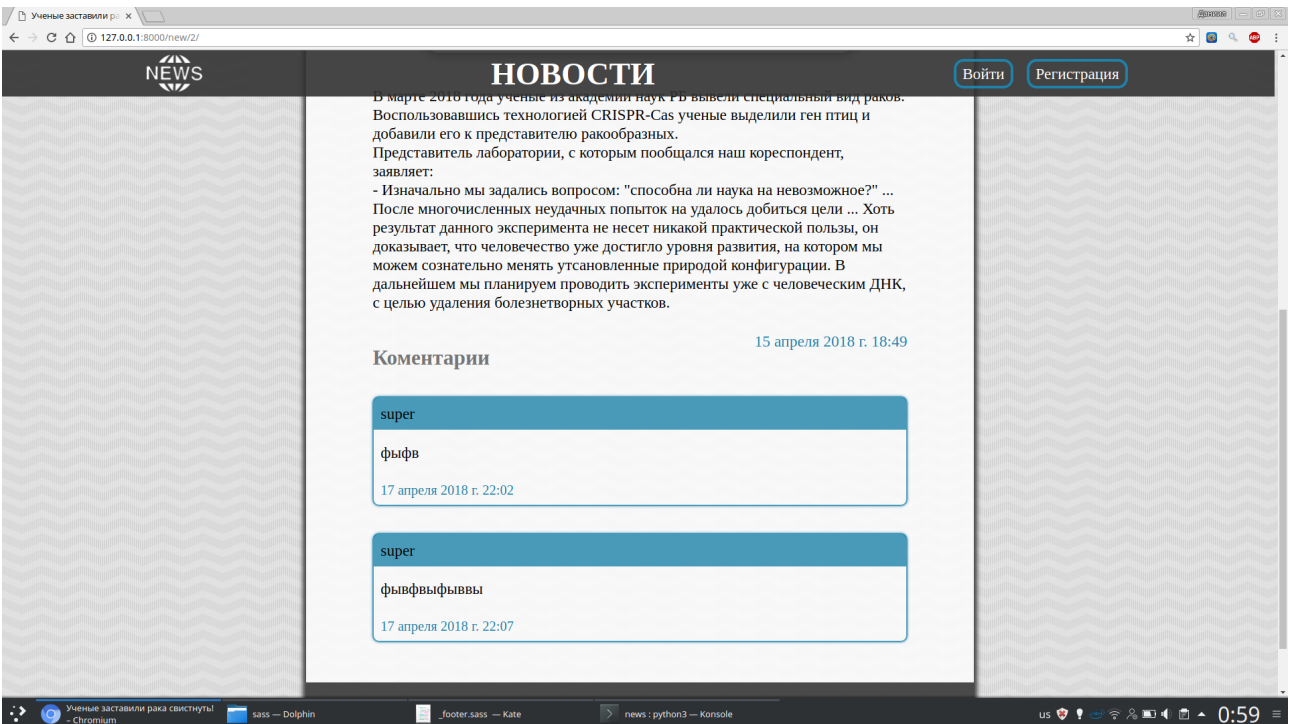 Ученые заставили ра
Даниил
127.0.0.1:8000/new/2/
ABP
NEWS
НОВОСТИ
Войти
Регистрация
В марте 2018 года ученые из академии наук РБ вывели специальный вид раков.
Воспользовавшись технологией CRISPR-Cas ученые выделили ген птиц и
добавили его к представителю ракообразных.
Представитель лаборатории, с которым пообщался наш кореспондент,
заявляет:
- Изначально мы задались вопросом: "способна ли наука на невозможное?" ...
После многочисленных неудачных попыток на удалось добиться цели ... Хоть
результат данного эксперимента не несет никакой практической пользы, он
доказывает, что человечество уже достигло уровня развития, на котором мы
можем сознательно менять утсановленные природой конфигурации. В
дальнейшем мы планируем проводить эксперименты уже с человеческим ДНК,
с целью удаления болезнетворных участков.
15 апреля 2018 г. 18:49
Коментарии
super
фыфв
17 апреля 2018 г. 22:02
super
фывфвыфыввы
17 апреля 2018 г. 22:07
Ученые заставили рака свистнуть!
- Chromium
sass — Dolphin
_footer.sass — Kate
news : python3 — Konsole
us
0:59